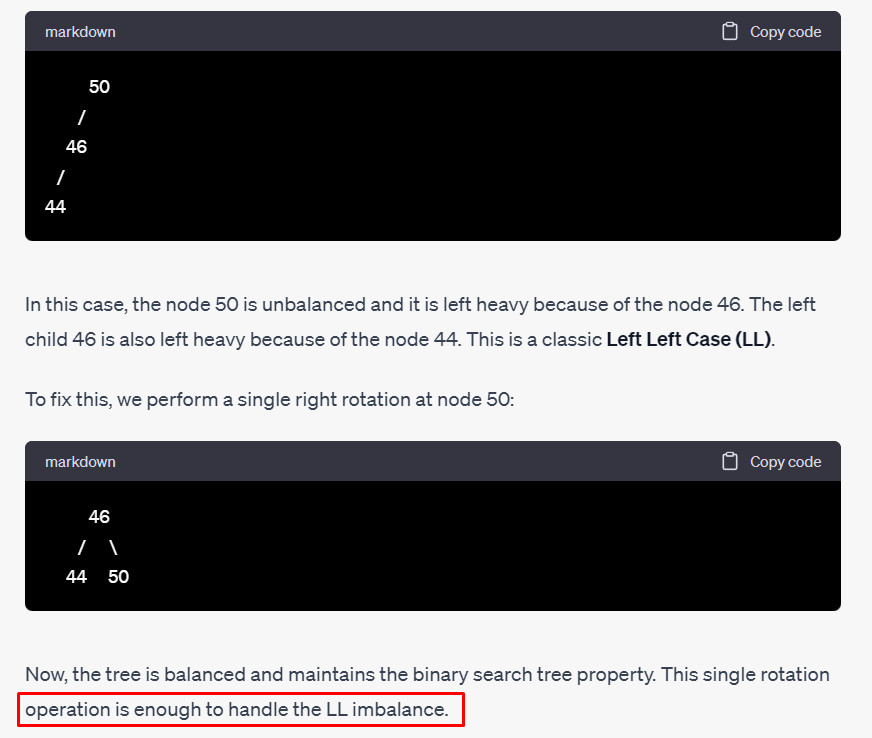 markdown Copy code
50
/
46
/
44
In this case, the node 50 is unbalanced and it is left heavy because of the node 46. The left
child 46 is also left heavy because of the node 44. This is a classic Left Left Case (LL).
To fix this, we perform a single right rotation at node 50:
markdown Copy code
46
/ \
44 50
Now, the tree is balanced and maintains the binary search tree property. This single rotation
operation is enough to handle the LL imbalance.